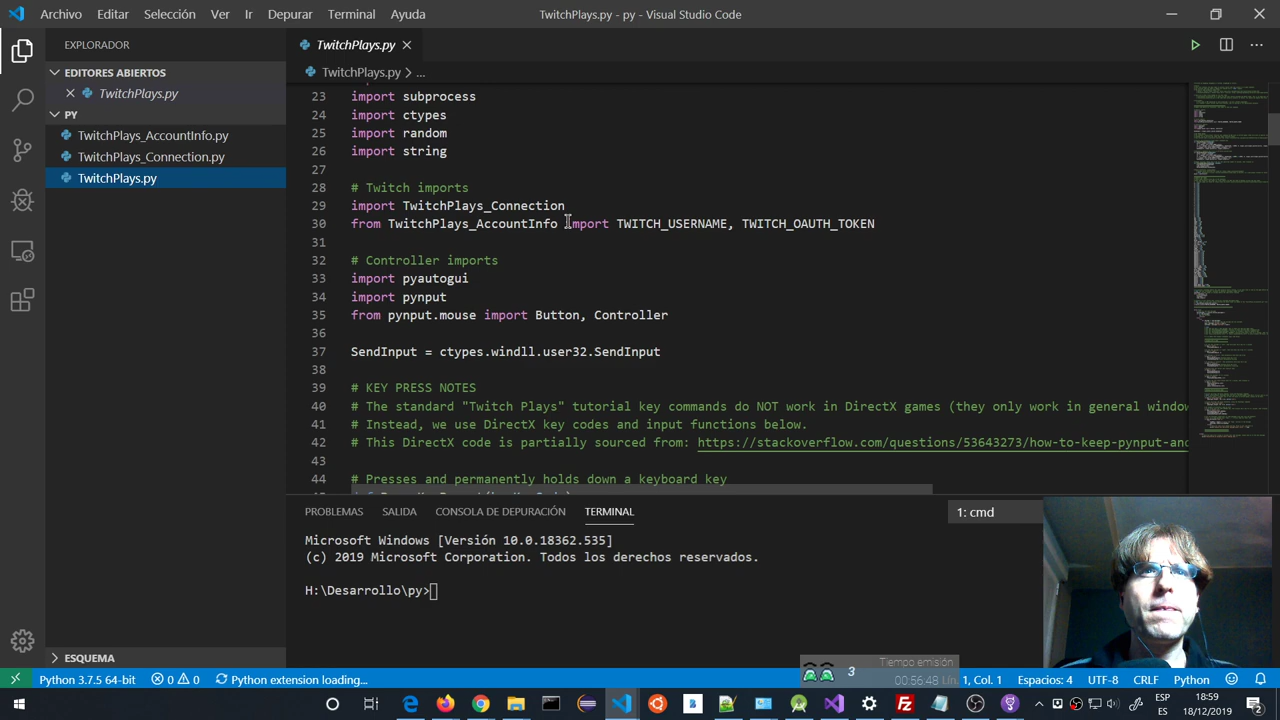 Archivo Editar Selección Ver Ir Depurar Terminal Ayuda TwitchPlays.py - py - Visual Studio Code
EXPLORADOR
EDITORES ABIERTOS
TwitchPlays.py
PY
TwitchPlays_AccountInfo.py
TwitchPlays_Connection.py
TwitchPlays.py
ESQUEMA
TwitchPlays.py
TwitchPlays.py > ...
23 import subprocess
24 import ctypes
25 import random
26 import string
27
28 # Twitch imports
29 import TwitchPlays_Connection
30 from TwitchPlays_AccountInfo import TWITCH_USERNAME, TWITCH_OAUTH_TOKEN
31
32 # Controller imports
33 import pyautogui
34 import pynput
35 from pynput.mouse import Button, Controller
36
37 SendInput = ctypes.windll.user32.SendInput
38
39 # KEY PRESS NOTES
40 # The standard "Twitch Plays" tutorial key commands do NOT work in DirectX games they only work in general window
41 # Instead, we use DirectX key codes and input functions below.
42 # This DirectX code is partially sourced from: https://stackoverflow.com/questions/53643273/how-to-keep-pynput-and
43
44 # Presses and permanently holds down a keyboard key
PROBLEMAS SALIDA CONSOLA DE DEPURACIÓN TERMINAL 1: cmd
Microsoft Windows [Versión 10.0.18362.535]
(c) 2019 Microsoft Corporation. Todos los derechos reservados.
H:\Desarrollo\py>
3 Tiempo emisión
00:56:48
Python 3.7.5 64-bit 0 0 Python extension loading... Lín. 1, Col. 1 Espacios: 4 UTF-8 CRLF Python
ESP 18:59
ES 18/12/2019 2